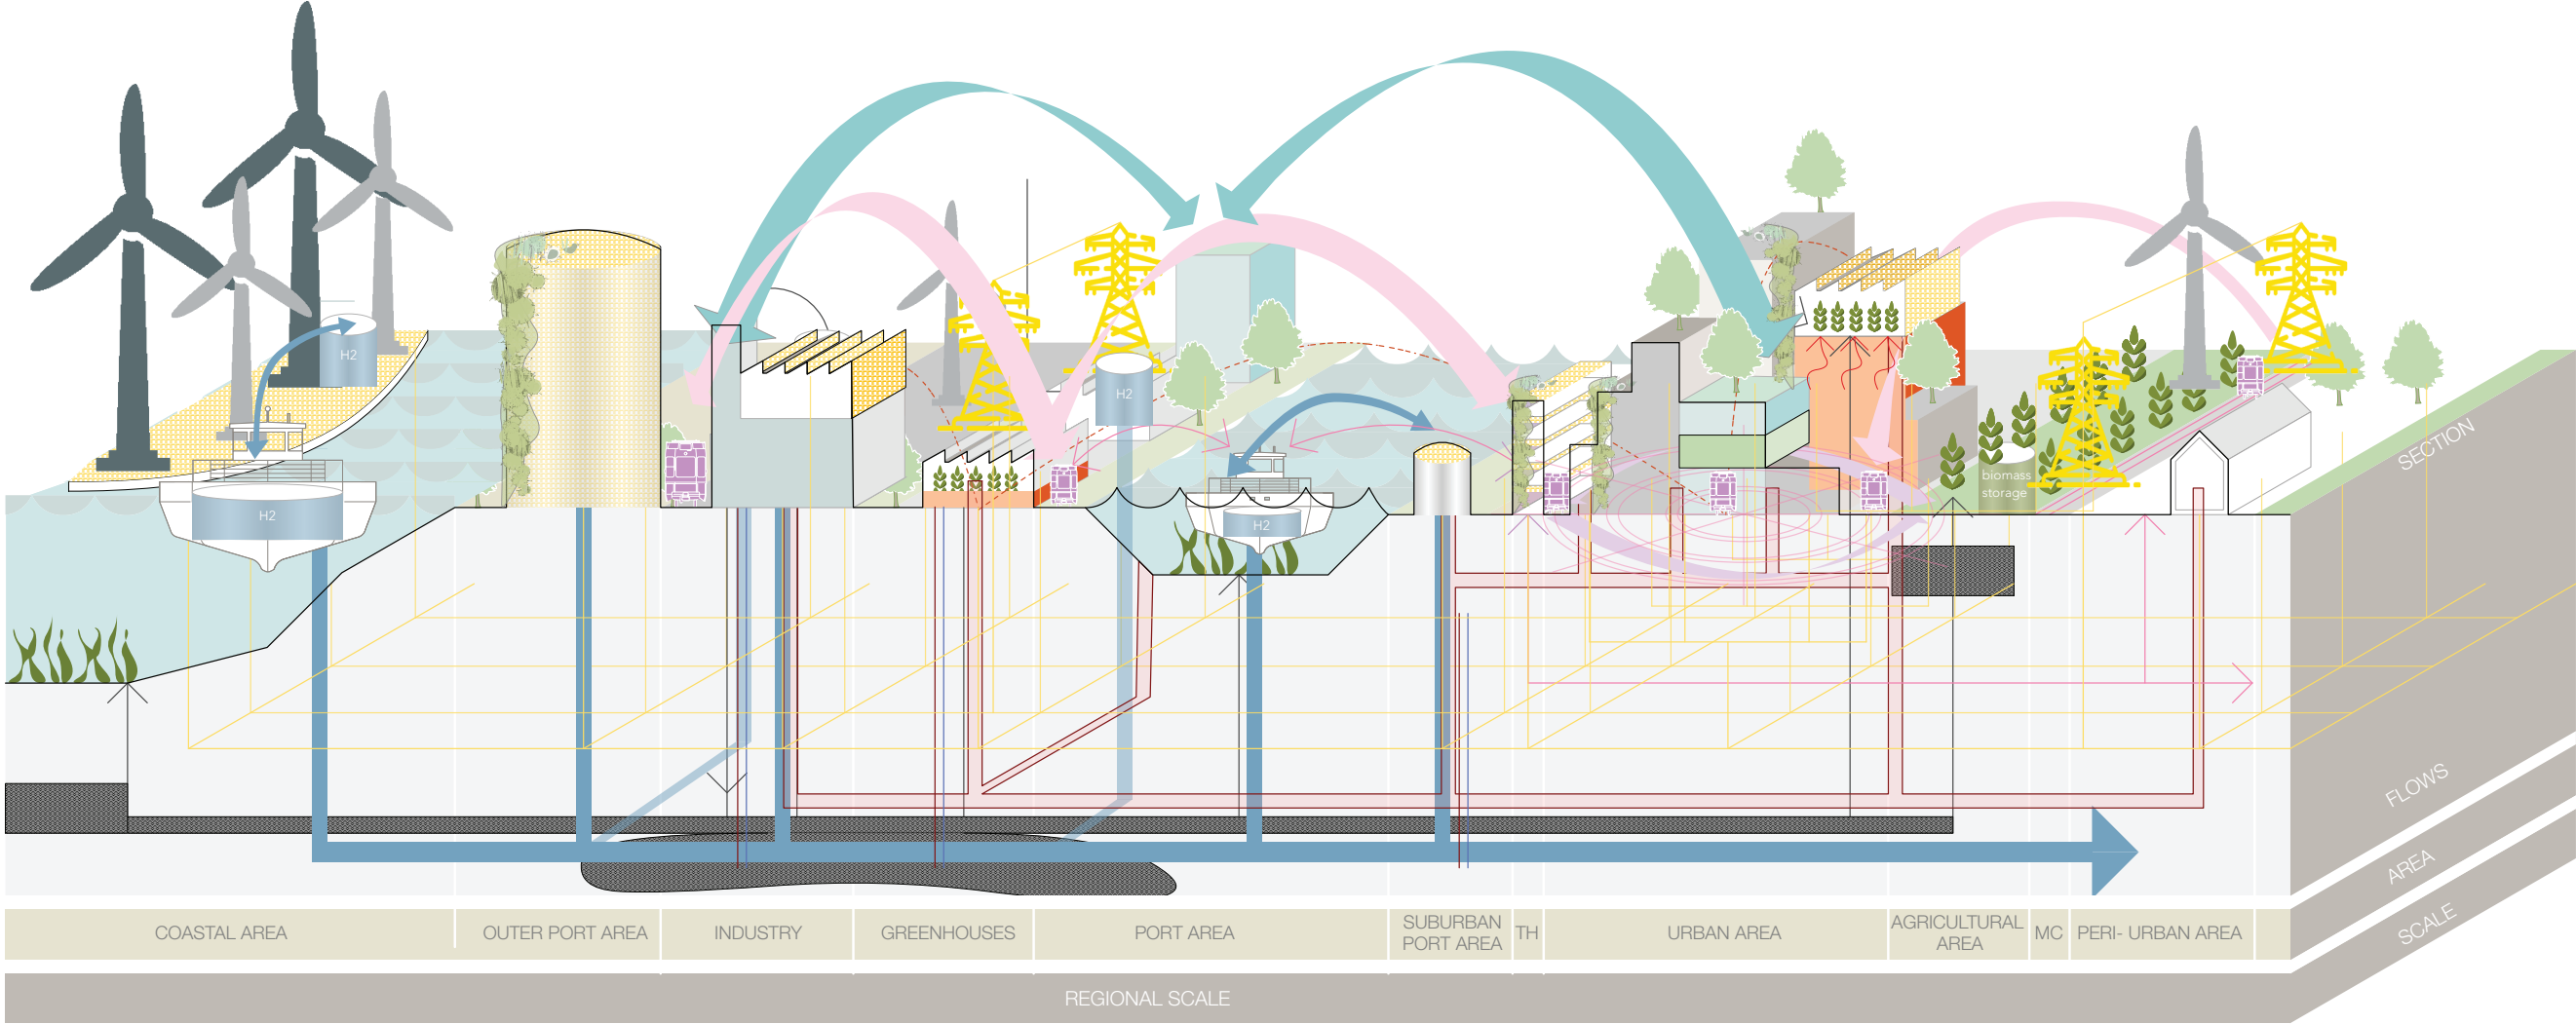 H2
H2
H2
H2
biomass
storage
SECTION
FLOWS
AREA
SCALE
COASTAL AREA
OUTER PORT AREA
INDUSTRY
GREENHOUSES
PORT AREA
SUBURBAN
PORT AREA
TH
URBAN AREA
AGRICULTURAL
AREA
MC
PERI- URBAN AREA
REGIONAL SCALE